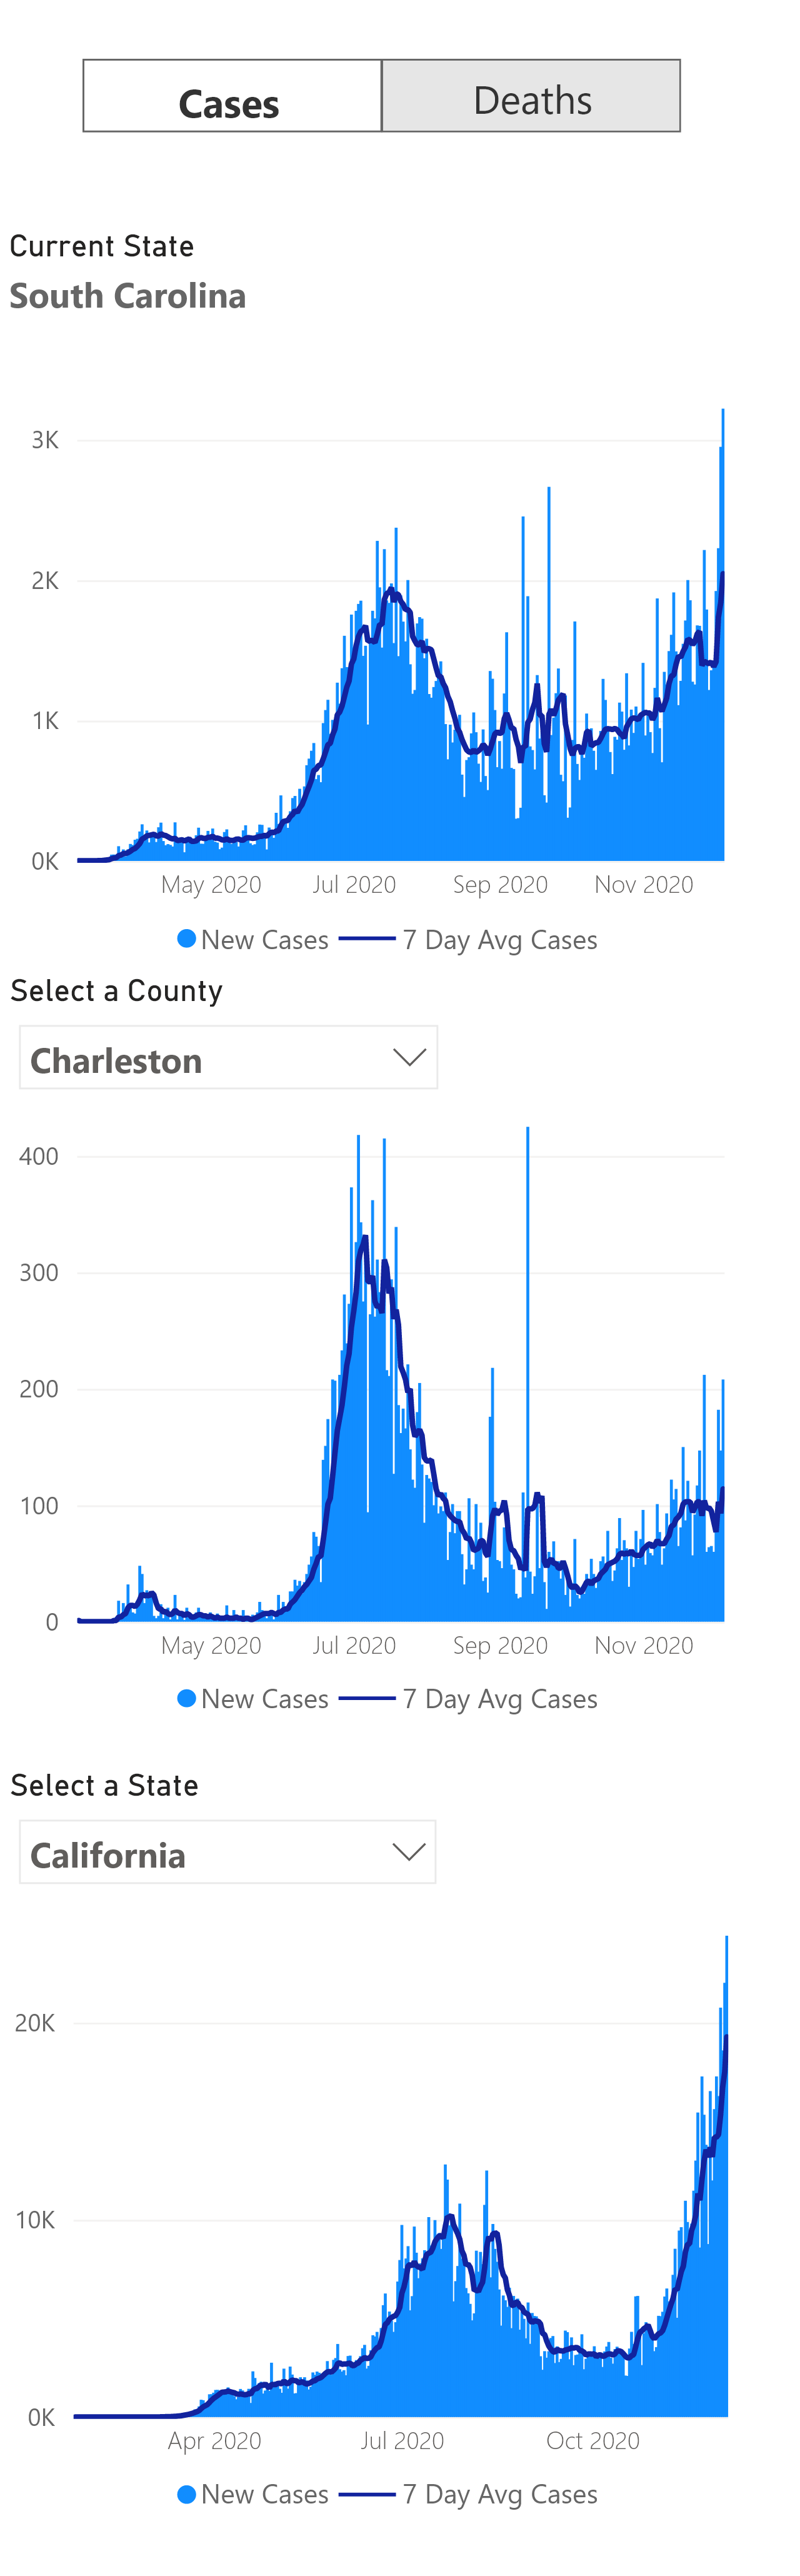 Cases Deaths
Current State
South Carolina
3K
2K
1K
0K
May 2020 Jul 2020 Sep 2020 Nov 2020
New Cases 7 Day Avg Cases
Select a County
Charleston
400
300
200
100
0
May 2020 Jul 2020 Sep 2020 Nov 2020
New Cases 7 Day Avg Cases
Select a State
California
20K
10K
0K
Apr 2020 Jul 2020 Oct 2020
New Cases 7 Day Avg Cases